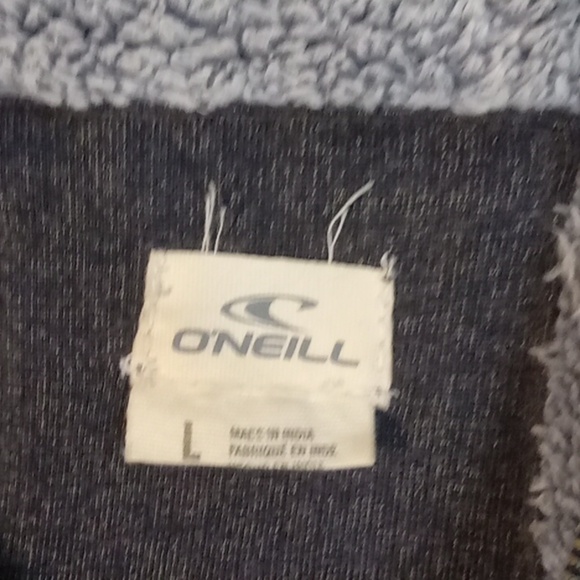 O'NEILL
L
MADE IN INDIA
FABRIQUÉ EN INDE